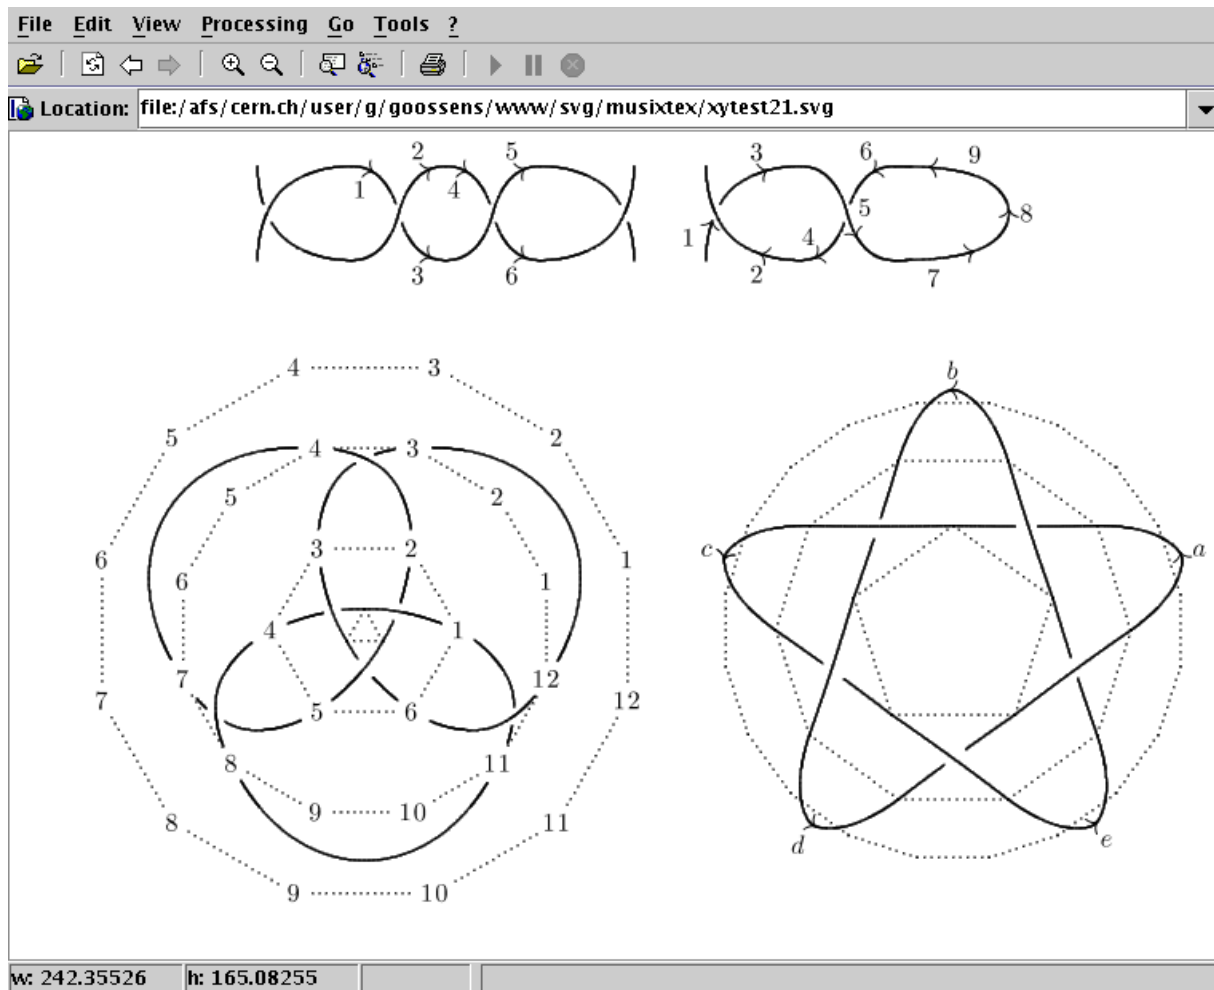 File Edit View Processing Go Tools ?
Location: file:/afs/cern.ch/user/g/goossens/www/svg/musixtex/xytest21.svg
2 5 3 6 9
1 4
5 8
1 4
3 6 2 7
4 3
b
5 2
4 3
5 2
3 2
c a
6 1
6 1
4 1
7 12
7 12
5 6
8 11
9 10
8 11
d e
9 10
w: 242.35526 h: 165.08255